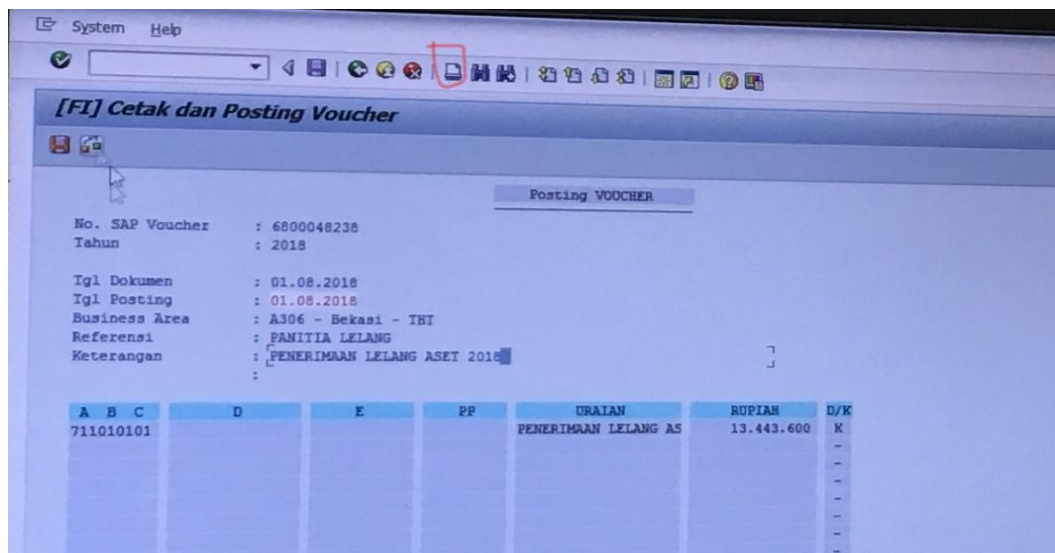 System Help
[FI] Cetak dan Posting Voucher
Posting VOUCHER
No. SAP Voucher : 6800048238
Tahun : 2018
Tgl Dokumen : 01.08.2018
Tgl Posting : 01.08.2018
Business Area : A306 - Bekasi - THT
Referensi : PANITIA LELANG
Keterangan : PENERIMAAN LELANG ASET 2018
:
A B C D E PP URAIAN RUPIAH D/K
711010101 PENERIMAAN LELANG AS 13.443.600 K
-
-
-
-
-
-